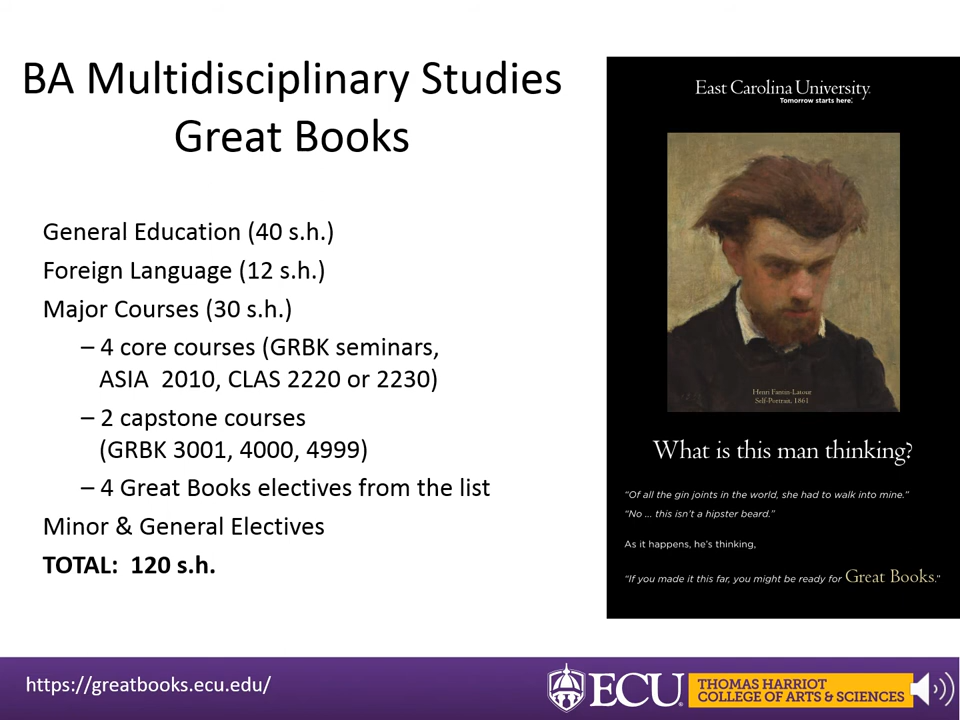 BA Multidisciplinary Studies
Great Books
General Education (40 s.h.)
Foreign Language (12 s.h.)
Major Courses (30 s.h.)
– 4 core courses (GRBK seminars,
ASIA  2010, CLAS 2220 or 2230)
– 2 capstone courses
(GRBK 3001, 4000, 4999)
– 4 Great Books electives from the list
Minor & General Electives
TOTAL:  120 s.h.
East Carolina University.
Tomorrow starts here.
Henri Fantin-Latour
Self-Portrait, 1861
What is this man thinking?
“Of all the gin joints in the world, she had to walk into mine.”
“No ... this isn’t a hipster beard.”
As it happens, he’s thinking,
“If you made it this far, you might be ready for Great Books.”
https://greatbooks.ecu.edu/
ECU
THOMAS HARRIOT
COLLEGE OF ARTS & SCIENCES